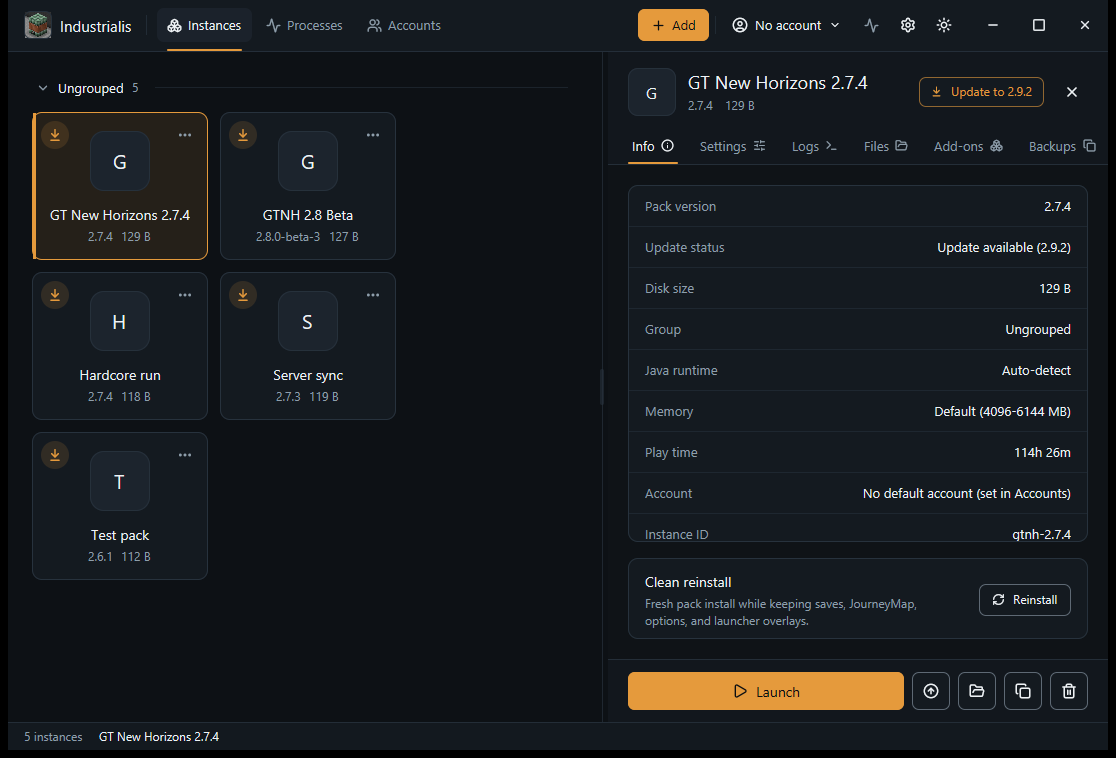 Industrialis
Instances
Processes
Accounts
Add
No account
Ungrouped 5
G
GT New Horizons 2.7.4
2.7.4 129 B
G
GTNH 2.8 Beta
2.8.0-beta-3 127 B
H
Hardcore run
2.7.4 118 B
S
Server sync
2.7.3 119 B
T
Test pack
2.6.1 112 B
G
GT New Horizons 2.7.4
2.7.4 129 B
Update to 2.9.2
Info
Settings
Logs
Files
Add-ons
Backups
Pack version 2.7.4
Update status Update available (2.9.2)
Disk size 129 B
Group Ungrouped
Java runtime Auto-detect
Memory Default (4096-6144 MB)
Play time 114h 26m
Account No default account (set in Accounts)
Instance ID gtnh-2.7.4
Clean reinstall
Fresh pack install while keeping saves, JourneyMap,
options, and launcher overlays.
Reinstall
Launch
5 instances GT New Horizons 2.7.4